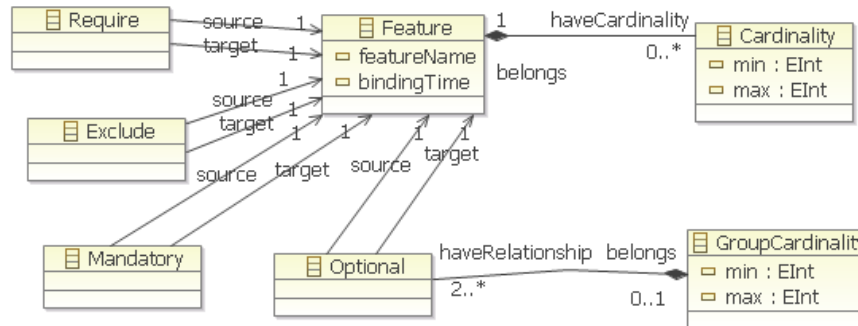 Require
source
1
target
1
Feature
featureName
bindingTime
1
haveCardinality
0..*
belongs
Cardinality
min : EInt
max : EInt
Exclude
source
1
target
1
Mandatory
source
1
target
1
Optional
source
1
target
1
haveRelationship
belongs
2..*
0..1
GroupCardinality
min : EInt
max : EInt